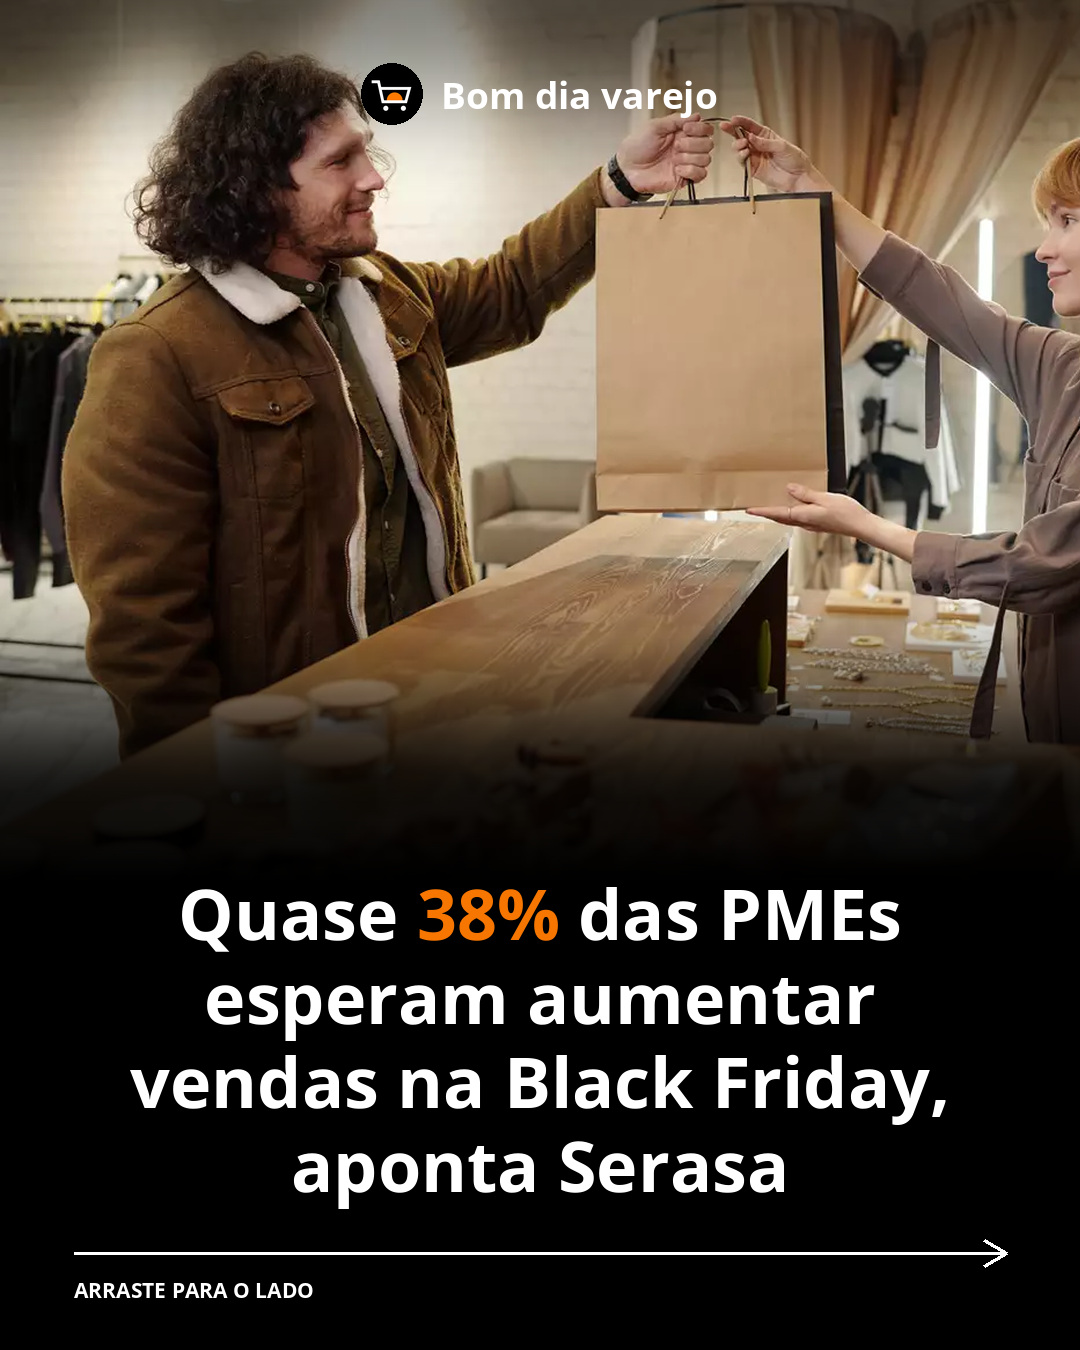 Bom dia varejo
Quase 38% das PMEs
esperam aumentar
vendas na Black Friday,
aponta Serasa
ARRASTE PARA O LADO